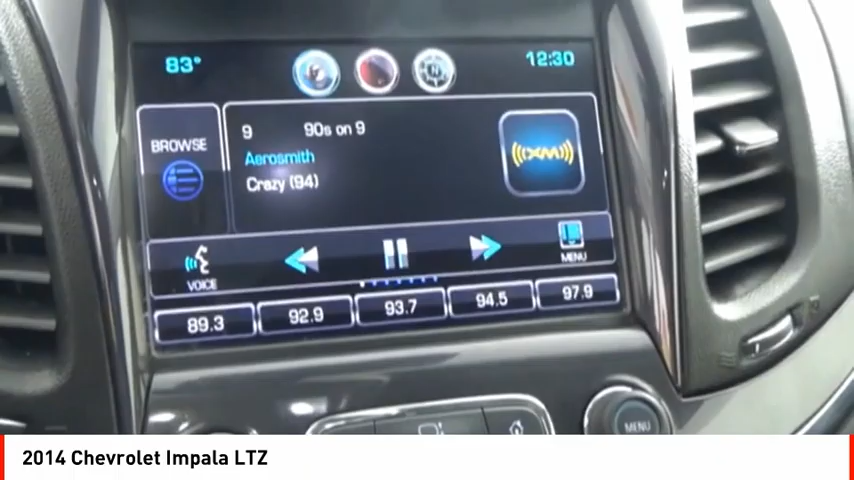 83° 12:30
N
BROWSE
9 90s on 9
Aerosmith
Crazy (94)
((XM))
VOICE
MENU
89.3 92.9 93.7 94.5 97.9
MENU
2014 Chevrolet Impala LTZ